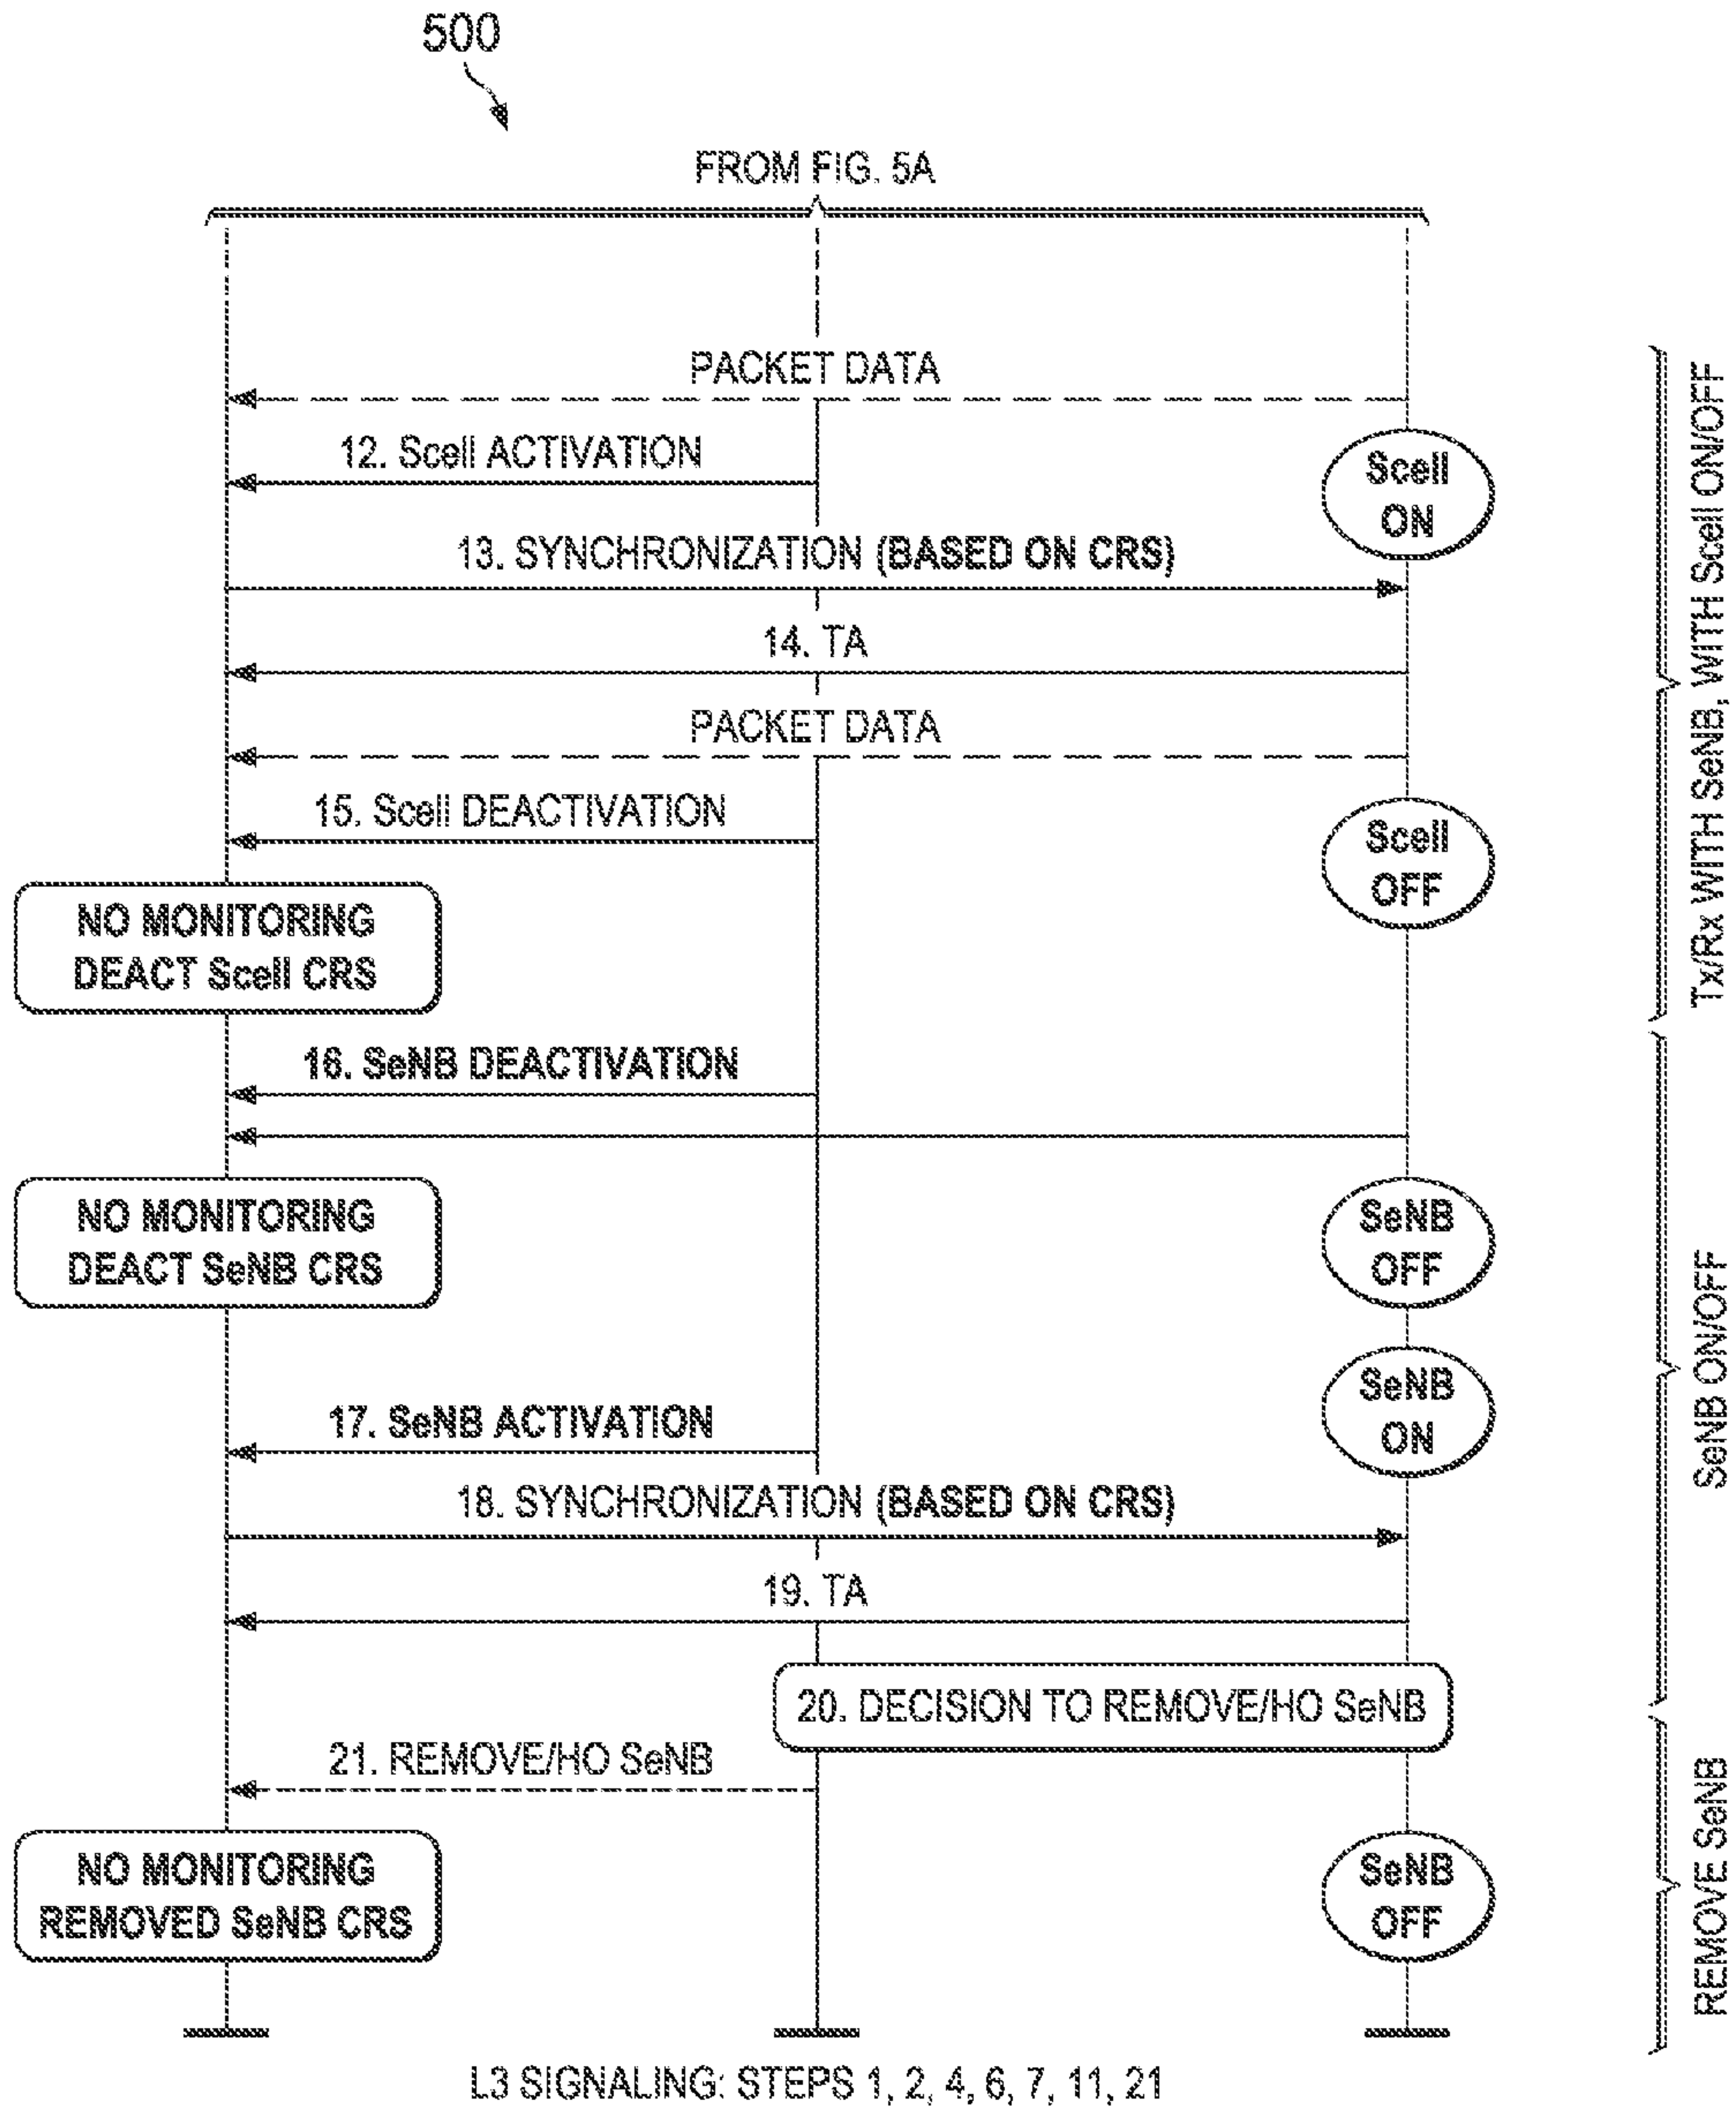 500
FROM FIG. 5A
PACKET DATA
12. Scell ACTIVATION
Scell
ON
13. SYNCHRONIZATION (BASED ON CRS)
14. TA
PACKET DATA
15. Scell DEACTIVATION
Scell
OFF
NO MONITORING
DEACT Scell CRS
Tx/Rx WITH SeNB, WITH Scell ON/OFF
16. SeNB DEACTIVATION
NO MONITORING
DEACT SeNB CRS
SeNB
OFF
SeNB
ON
17. SeNB ACTIVATION
18. SYNCHRONIZATION (BASED ON CRS)
19. TA
SeNB ON/OFF
20. DECISION TO REMOVE/HO SeNB
21. REMOVE/HO SeNB
NO MONITORING
REMOVED SeNB CRS
SeNB
OFF
REMOVE SeNB
L3 SIGNALING: STEPS 1, 2, 4, 6, 7, 11, 21